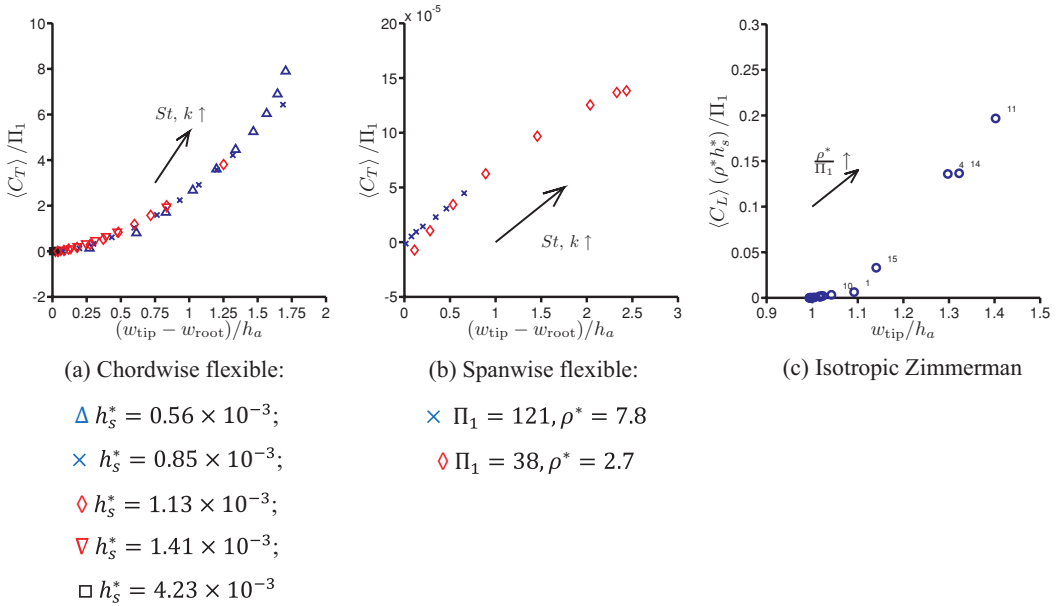 10
8
6
4
2
0
-2
⟨C_T⟩ /Π_1
St, k ↑
0 0.25 0.5 0.75 1 1.25 1.5 1.75 2
(w_tip − w_root)/h_a
(a) Chordwise flexible:
Δ h_s^* = 0.56 × 10^-3;
× h_s^* = 0.85 × 10^-3;
◊ h_s^* = 1.13 × 10^-3;
▽ h_s^* = 1.41 × 10^-3;
□ h_s^* = 4.23 × 10^-3
20 x 10^-5
15
10
5
0
-5
⟨C_T⟩ /Π_1
St, k ↑
0 0.5 1 1.5 2 2.5 3
(w_tip − w_root)/h_a
(b) Spanwise flexible:
× Π_1 = 121, ρ^* = 7.8
◊ Π_1 = 38, ρ^* = 2.7
0.3
0.25
0.2
0.15
0.1
0.05
0
⟨C_L⟩ (ρ^*h_s^*) /Π_1
ρ^*/Π_1 ↑
11
4 14
15
10 1
0.9 1 1.1 1.2 1.3 1.4 1.5
w_tip/h_a
(c) Isotropic Zimmerman